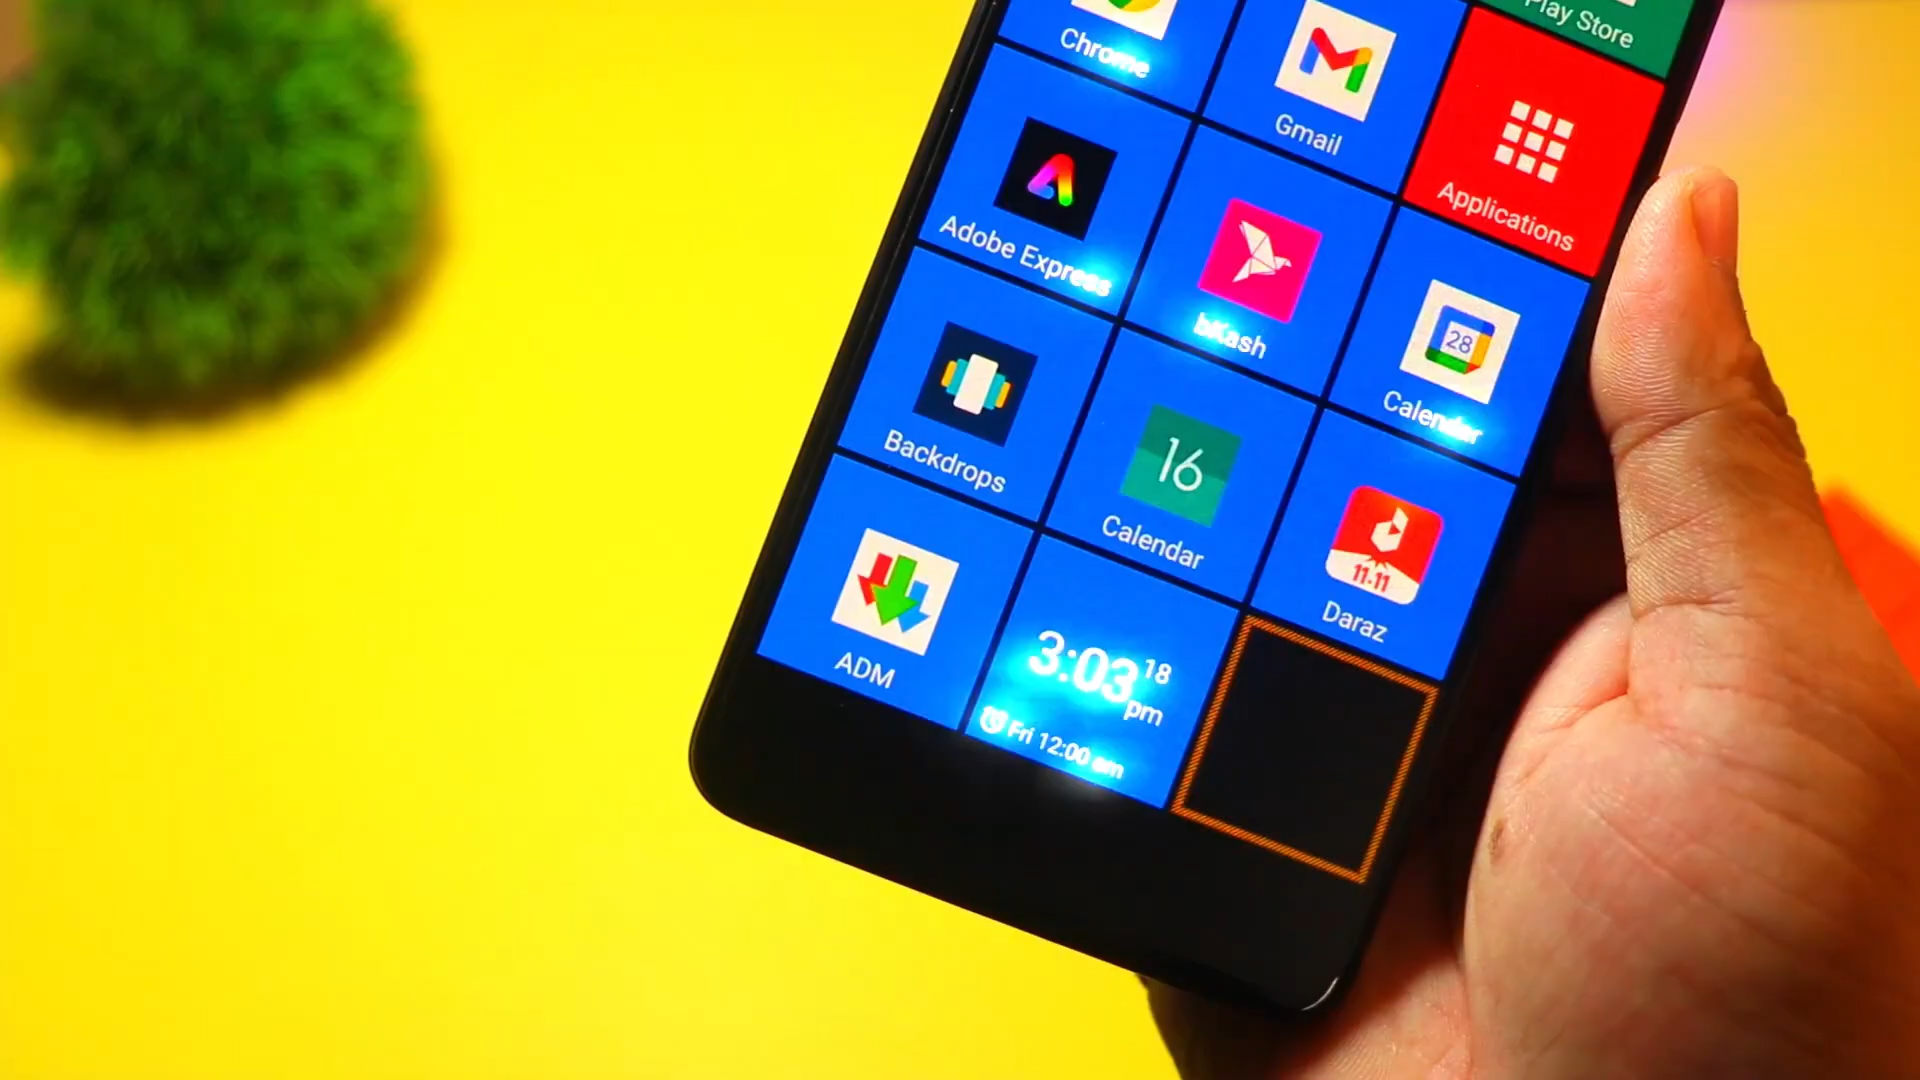 Play Store
Chrome
Gmail
Applications
Adobe Express
bKash
28
Calendar
Backdrops
16
Calendar
11.11
Daraz
ADM
3:03 18
pm
Fri 12:00 am